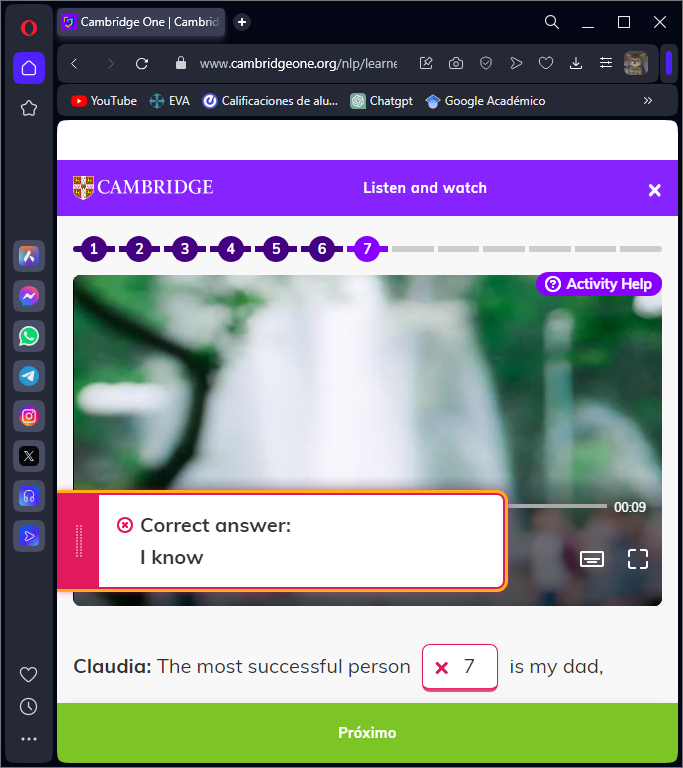 Cambridge One | Cambrid
www.cambridgeone.org/nlp/learne
YouTube EVA Calificaciones de alu... Chatgpt Google Académico »
CAMBRIDGE Listen and watch
1 2 3 4 5 6 7
Activity Help
00:09
Correct answer:
I know
Claudia: The most successful person 7 is my dad,
Próximo